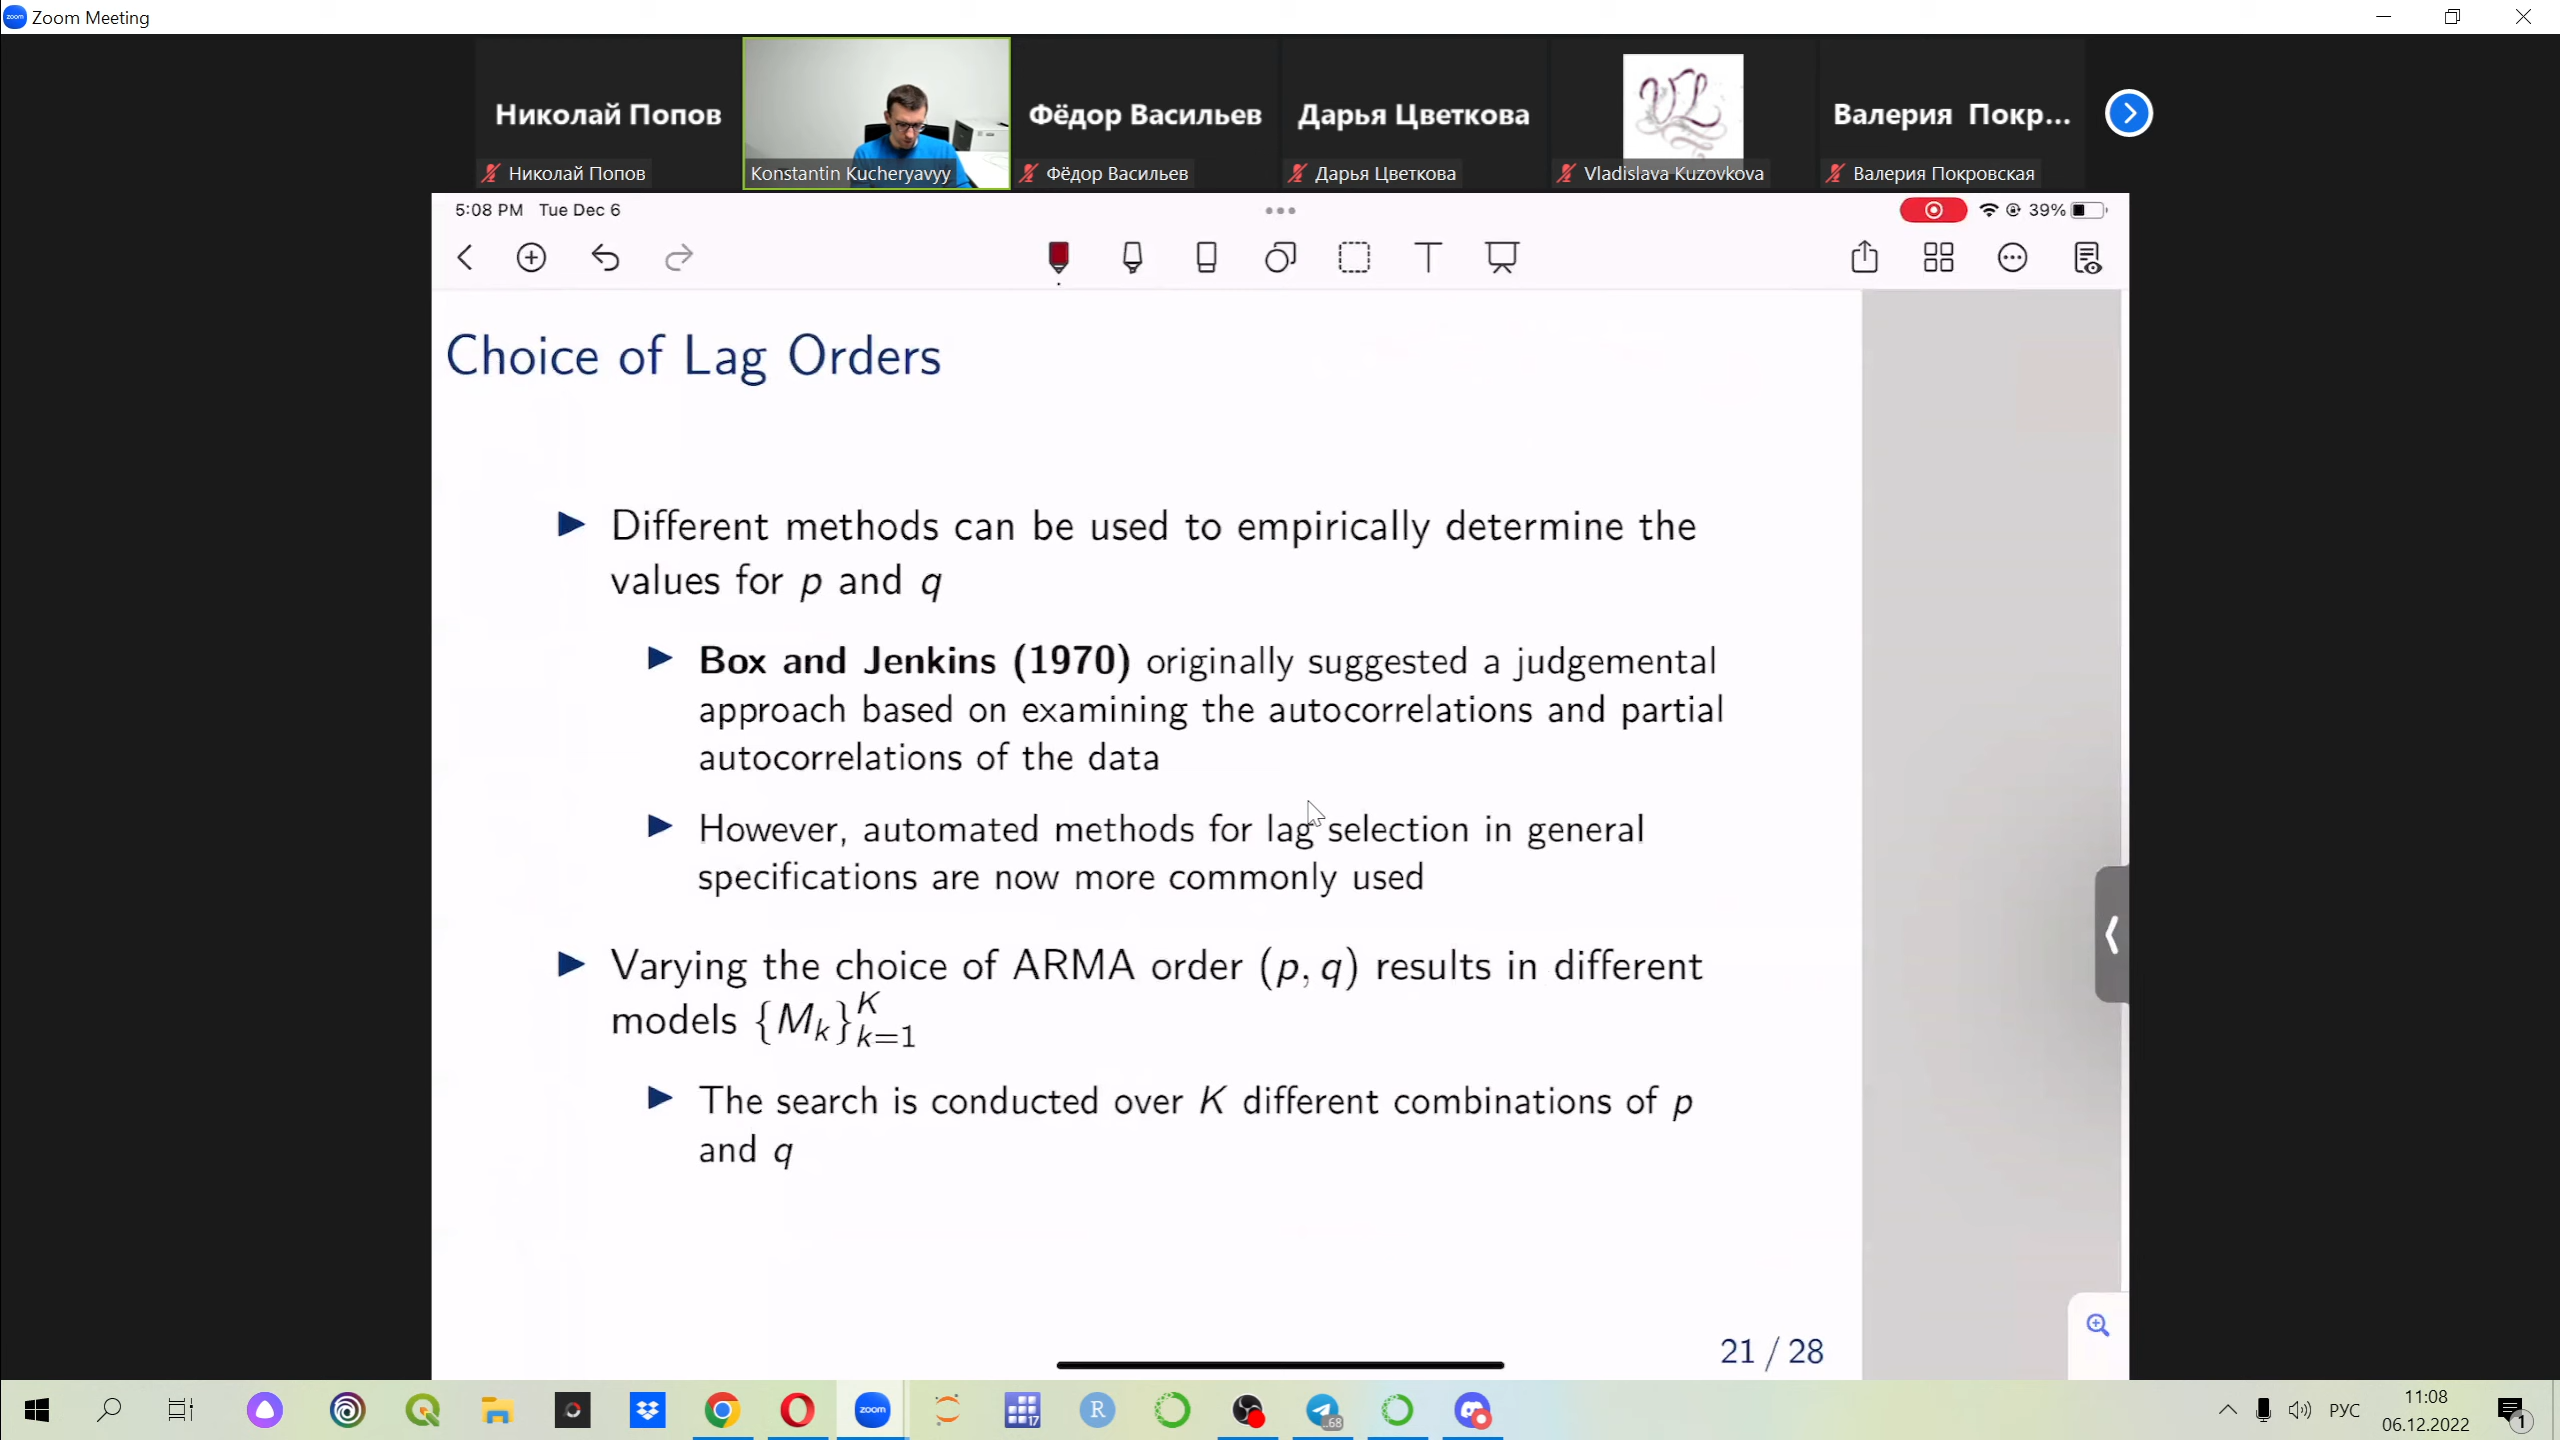 Zoom Meeting
Николай Попов
Фёдор Васильев
Дарья Цветкова
Валерия Покр...
Николай Попов
Konstantin Kucheryavyy
Фёдор Васильев
Дарья Цветкова
Vladislava Kuzovkova
Валерия Покровская
5:08 PM Tue Dec 6
39%
Choice of Lag Orders
▶ Different methods can be used to empirically determine the
values for p and q
▶ Box and Jenkins (1970) originally suggested a judgemental
approach based on examining the autocorrelations and partial
autocorrelations of the data
▶ However, automated methods for lag selection in general
specifications are now more commonly used
▶ Varying the choice of ARMA order (p, q) results in different
models {M_k}_{k=1}^K
▶ The search is conducted over K different combinations of p
and q
21 / 28
zoom
17
R
..68
РУС
11:08
06.12.2022
1